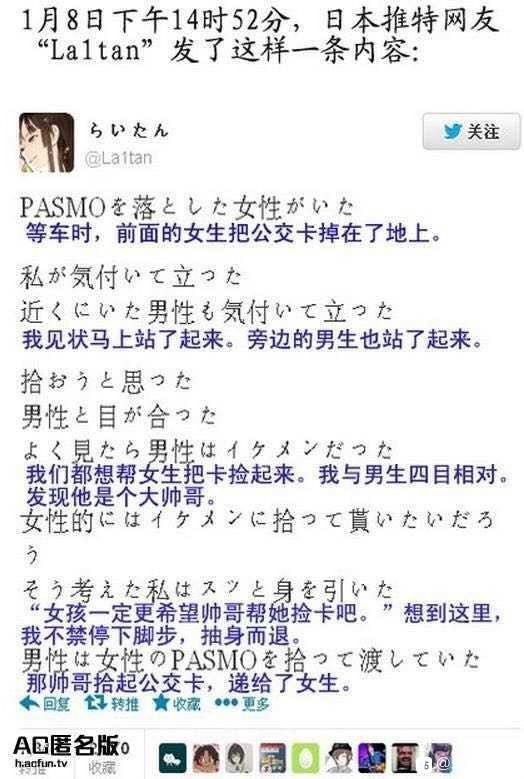 1月8日下午14时52分，日本推特网友
“La1tan”发了这样一条内容：
らいたん
@La1tan
关注
PASMOを落とした女性がいた
等车时，前面的女生把公交卡掉在了地上。
私が気付いて立つた
近くにいた男性も気付いて立つた
我见状马上站了起来。旁边的男生也站了起来。
拾おうと思つた
男性と目が合つた
よく見たら男性はイケメンだつた
我们都想帮女生把卡捡起来。我与男生四目相对。
发现他是个大帅哥。
女性的にはイケメンに拾って貰いたいだろ
う
そう考えた私はスッと身を引いた
“女孩一定更希望帅哥帮她捡卡吧。”想到这里，
我不禁停下脚步，抽身而退。
男性は女性のPASMOを拾って渡していた
那帅哥拾起公交卡，递给了女生。
回复 转推 收藏 更多
AC匿名版
h.acfun.tv
转推 收藏